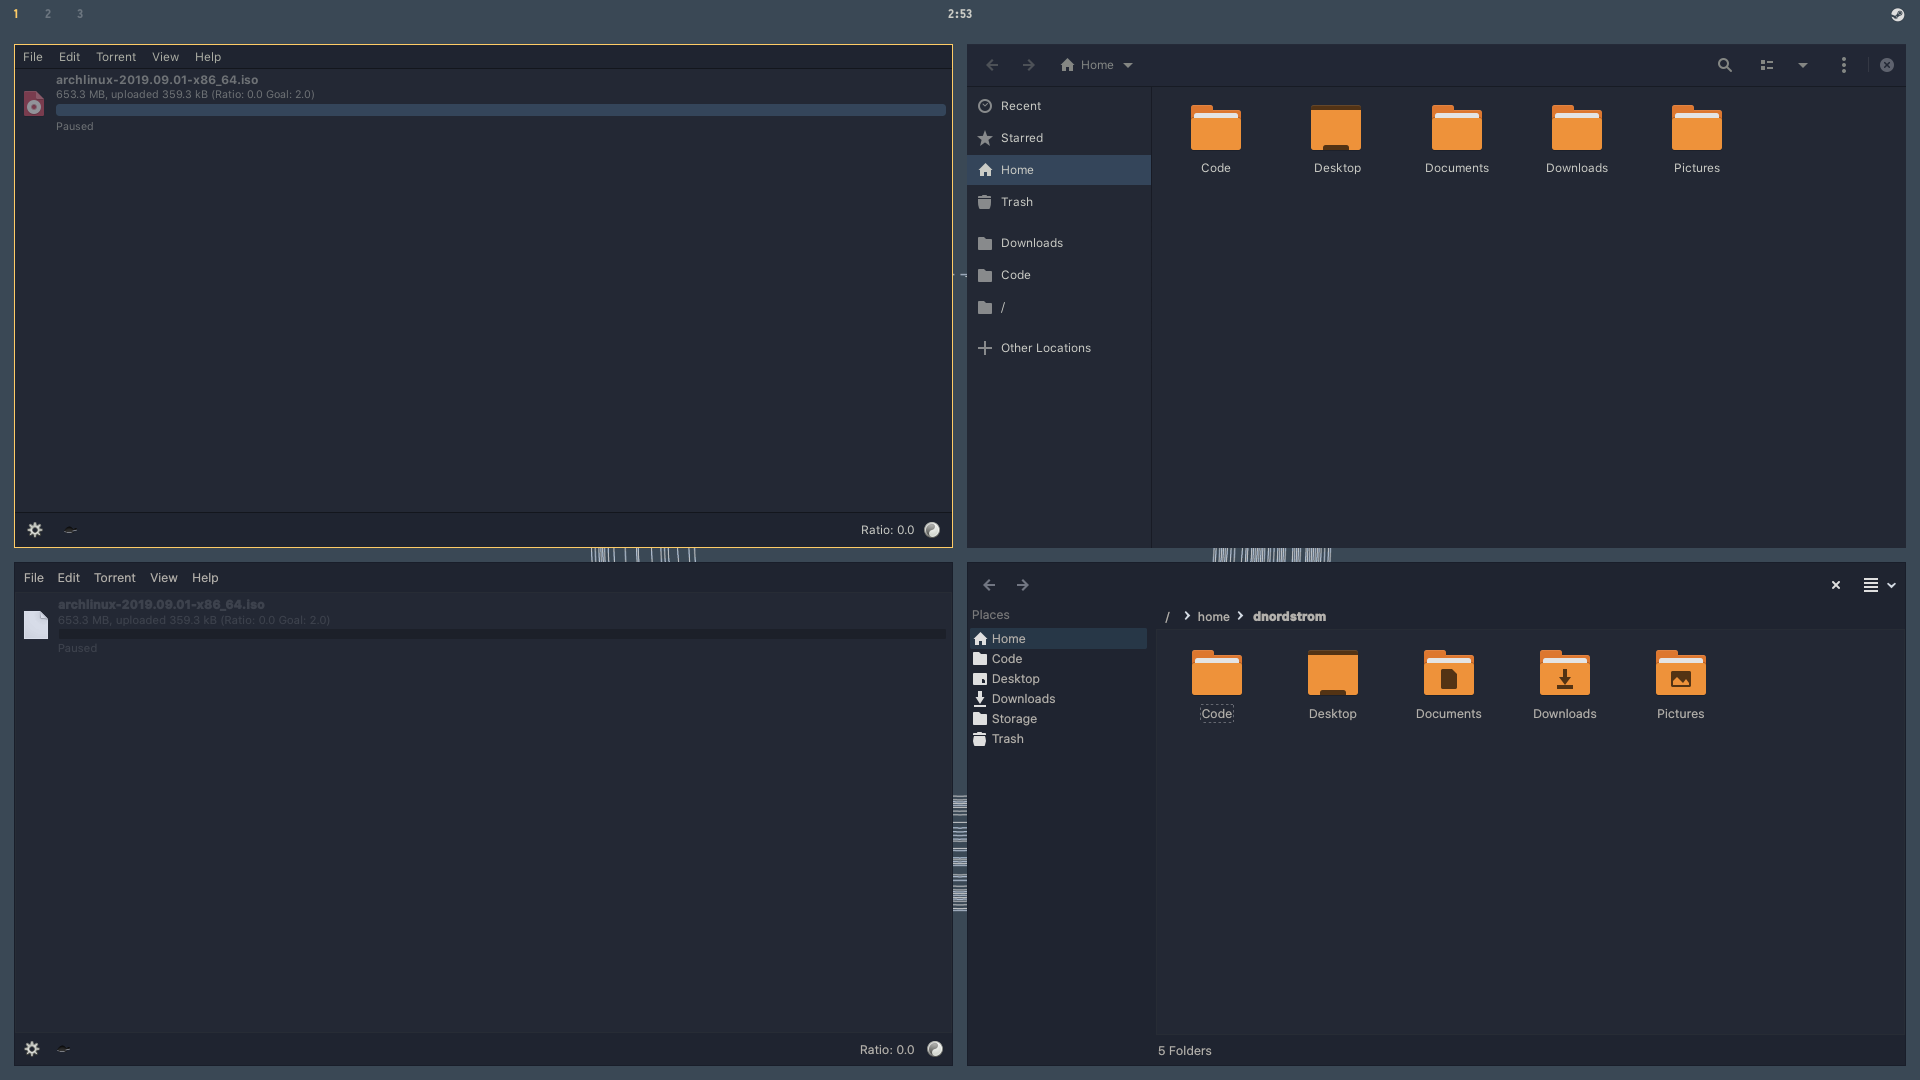 1 2 3
2:53
File Edit Torrent View Help
archlinux-2019.09.01-x86_64.iso
653.3 MB, uploaded 359.3 kB (Ratio: 0.0 Goal: 2.0)
Paused
Ratio: 0.0
Home
Recent
Starred
Home
Trash
Downloads
Code
/
Other Locations
Code Desktop Documents Downloads Pictures
File Edit Torrent View Help
archlinux-2019.09.01-x86_64.iso
653.3 MB, uploaded 359.3 kB (Ratio: 0.0 Goal: 2.0)
Paused
Ratio: 0.0
Places
Home
Code
Desktop
Downloads
Storage
Trash
/ home dnordstrom
Code Desktop Documents Downloads Pictures
5 Folders